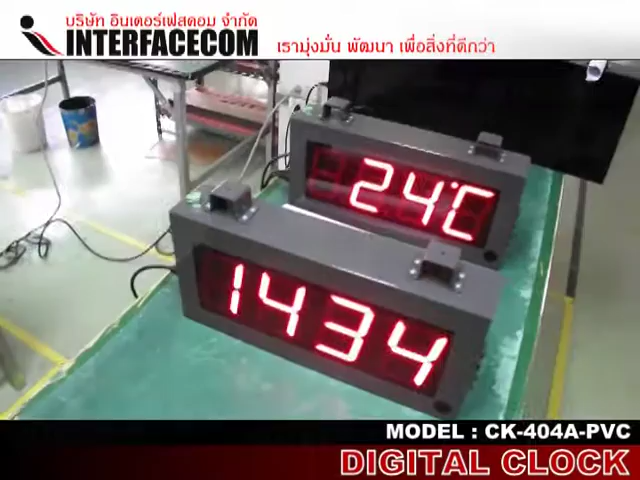 บริษัท อินเตอร์เฟสคอม จำกัด
INTERFACECOM
เรามุ่งมั่น พัฒนา เพื่อสิ่งที่ดีกว่า
24°C
1434
MODEL : CK-404A-PVC
DIGITAL CLOCK